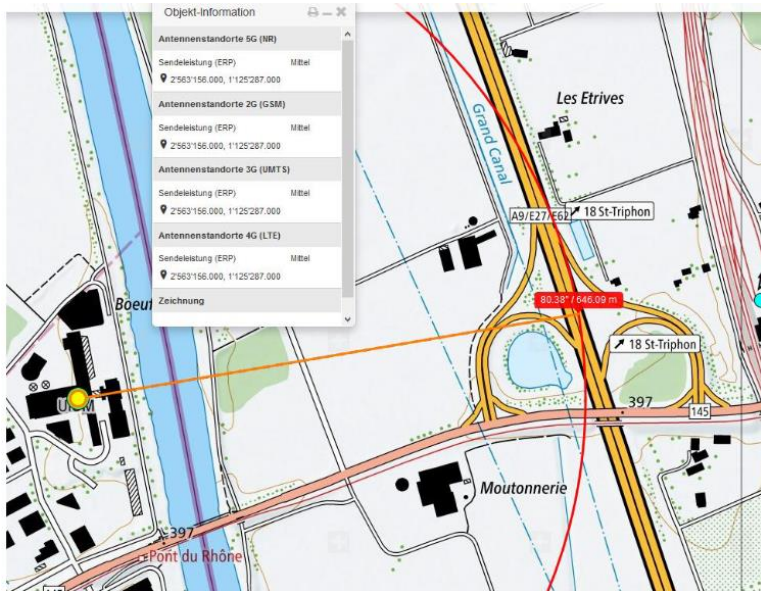 Objekt-Information
Antennenstandorte 5G (NR)
Sendeleistung (ERP) Mittel
2'563'156.000, 1'125'287.000
Antennenstandorte 2G (GSM)
Sendeleistung (ERP) Mittel
2'563'156.000, 1'125'287.000
Antennenstandorte 3G (UMTS)
Sendeleistung (ERP) Mittel
2'563'156.000, 1'125'287.000
Antennenstandorte 4G (LTE)
Sendeleistung (ERP) Mittel
2'563'156.000, 1'125'287.000
Zeichnung
Les Etrives
Grand Canal
A9/E27/E62
18 St-Triphon
80.38° / 646.09 m
18 St-Triphon
397
145
Moutonnerie
397
Pont du Rhône